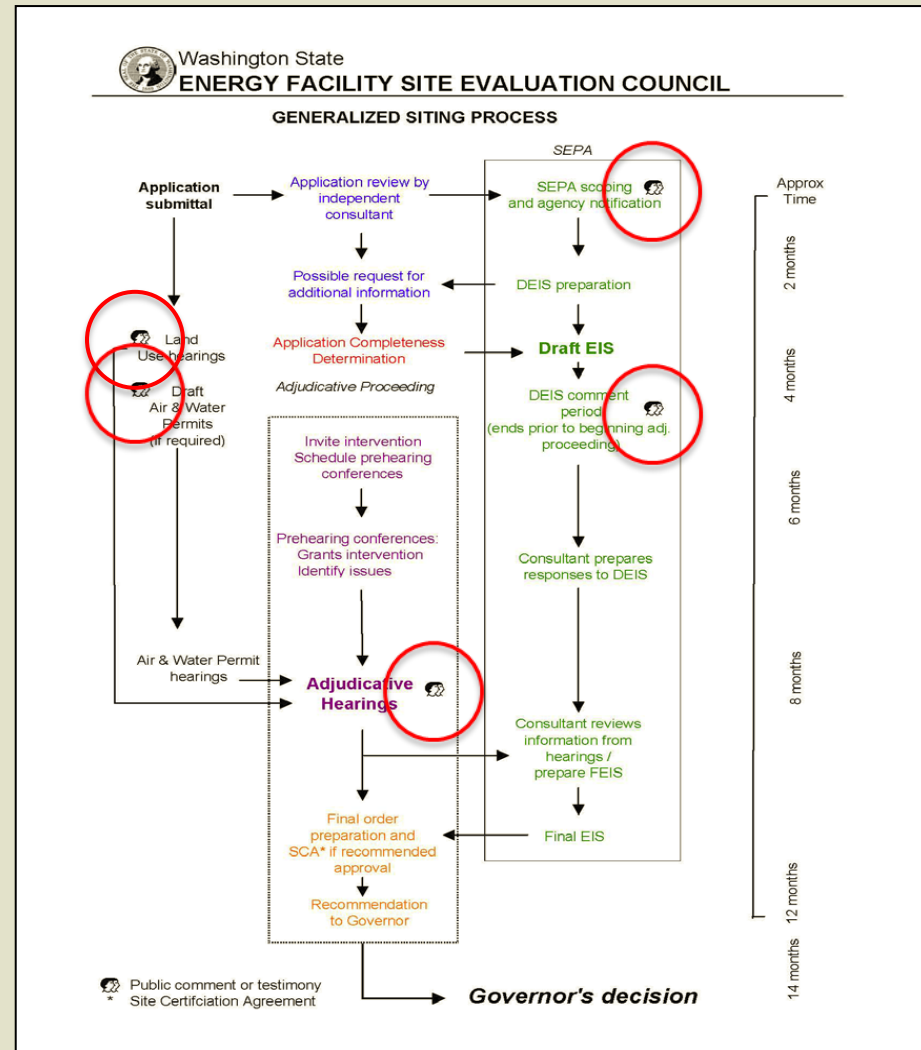 Washington State
ENERGY FACILITY SITE EVALUATION COUNCIL
GENERALIZED SITING PROCESS
SEPA
Application
submittal
Application review by
independent
consultant
SEPA scoping
and agency notification
Approx
Time
Possible request for
additional information
DEIS preparation
2 months
Land
Use hearings
Application Completeness
Determination
Draft EIS
4 months
Draft
Air & Water
Permits
(if required)
Adjudicative Proceeding
DEIS comment
period
(ends prior to beginning adj.
proceeding)
Invite intervention
Schedule prehearing
conferences
6 months
Prehearing conferences:
Grants intervention
Identify issues
Consultant prepares
responses to DEIS
Air & Water Permit
hearings
Adjudicative
Hearings
8 months
Consultant reviews
information from
hearings /
prepare FEIS
Final order
preparation and
SCA* if recommended
approval
Final EIS
Recommendation
to Governor
12 months
14 months
Public comment or testimony
* Site Certifciation Agreement
Governor's decision